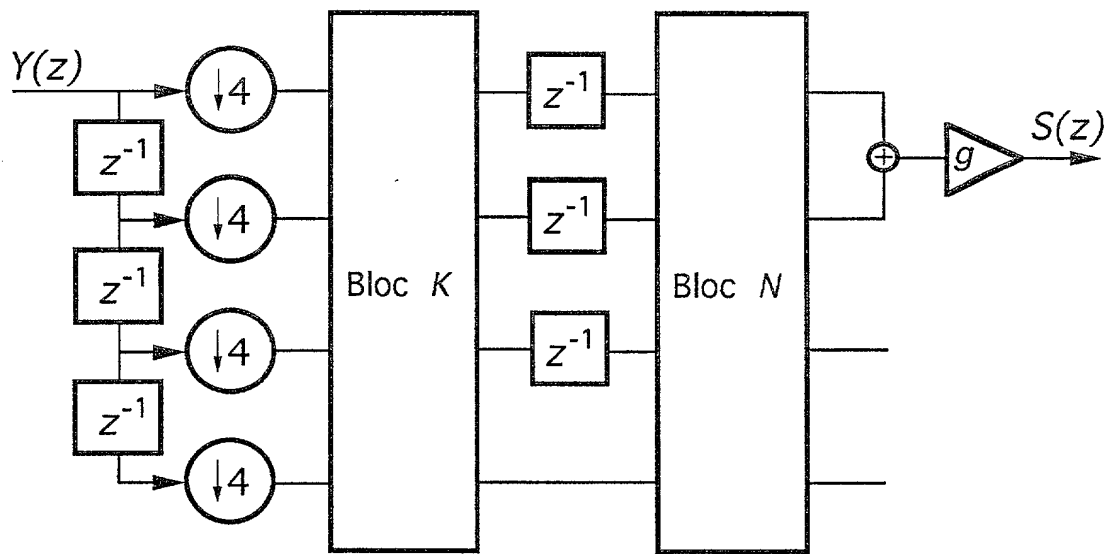 Y(z)
↓4
z⁻¹
z⁻¹
S(z)
g
+
z⁻¹
↓4
z⁻¹
Bloc K
Bloc N
z⁻¹
↓4
z⁻¹
z⁻¹
↓4